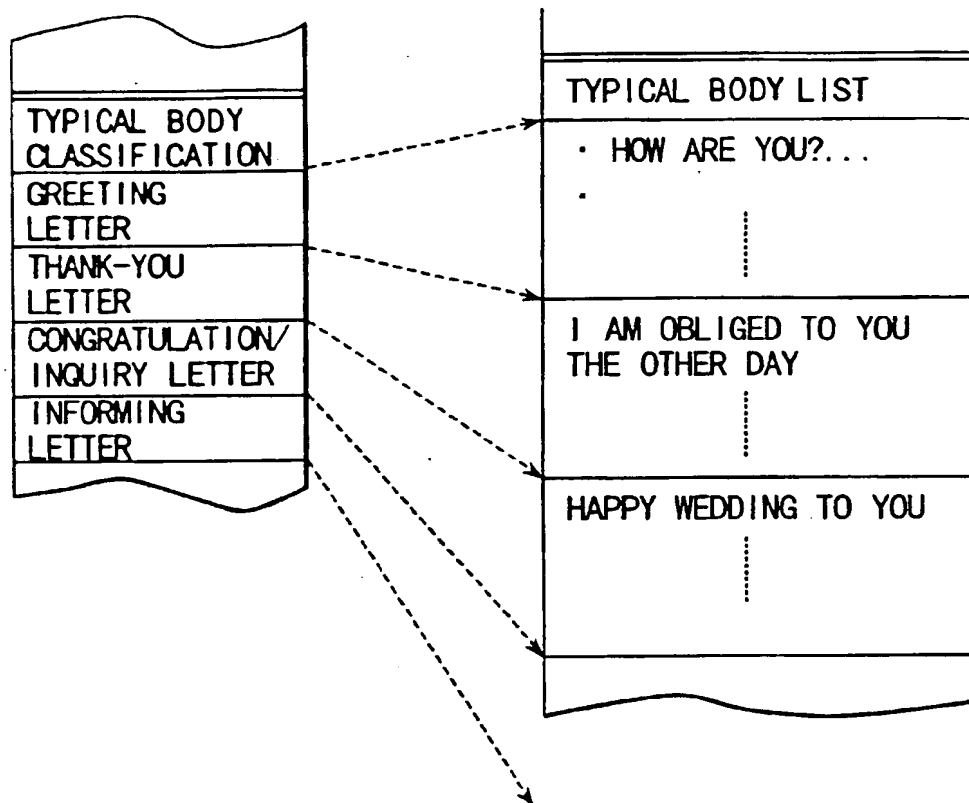 TYPICAL BODY
CLASSIFICATION
GREETING
LETTER
THANK-YOU
LETTER
CONGRATULATION/
INQUIRY LETTER
INFORMING
LETTER
TYPICAL BODY LIST
· HOW ARE YOU?...
·
I AM OBLIGED TO YOU
THE OTHER DAY
HAPPY WEDDING TO YOU